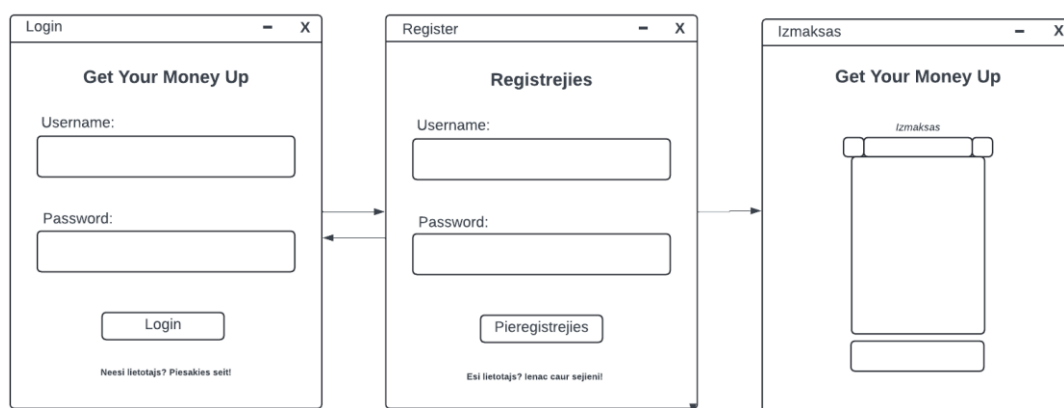 Login - X
Get Your Money Up
Username:
Password:
Login
Neesi lietotajs? Piesakies seit!
Register - X
Registrejies
Username:
Password:
Pieregistrejies
Esi lietotajs? Ienac caur sejieni!
Izmaksas - X
Get Your Money Up
Izmaksas